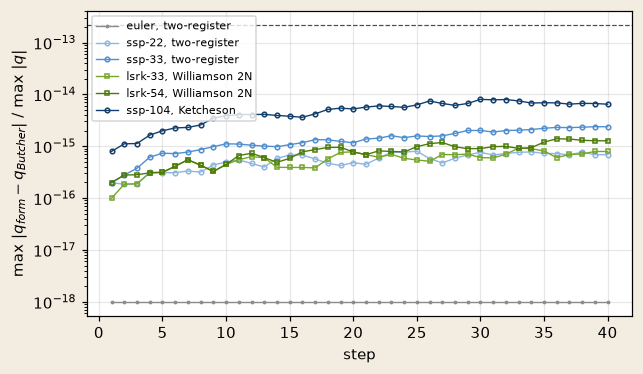 10⁻¹³
10⁻¹⁴
10⁻¹⁵
10⁻¹⁶
10⁻¹⁷
10⁻¹⁸
max |q_form − q_Butcher| / max |q|
euler, two-register
ssp-22, two-register
ssp-33, two-register
lsrk-33, Williamson 2N
lsrk-54, Williamson 2N
ssp-104, Ketcheson
0 5 10 15 20 25 30 35 40
step